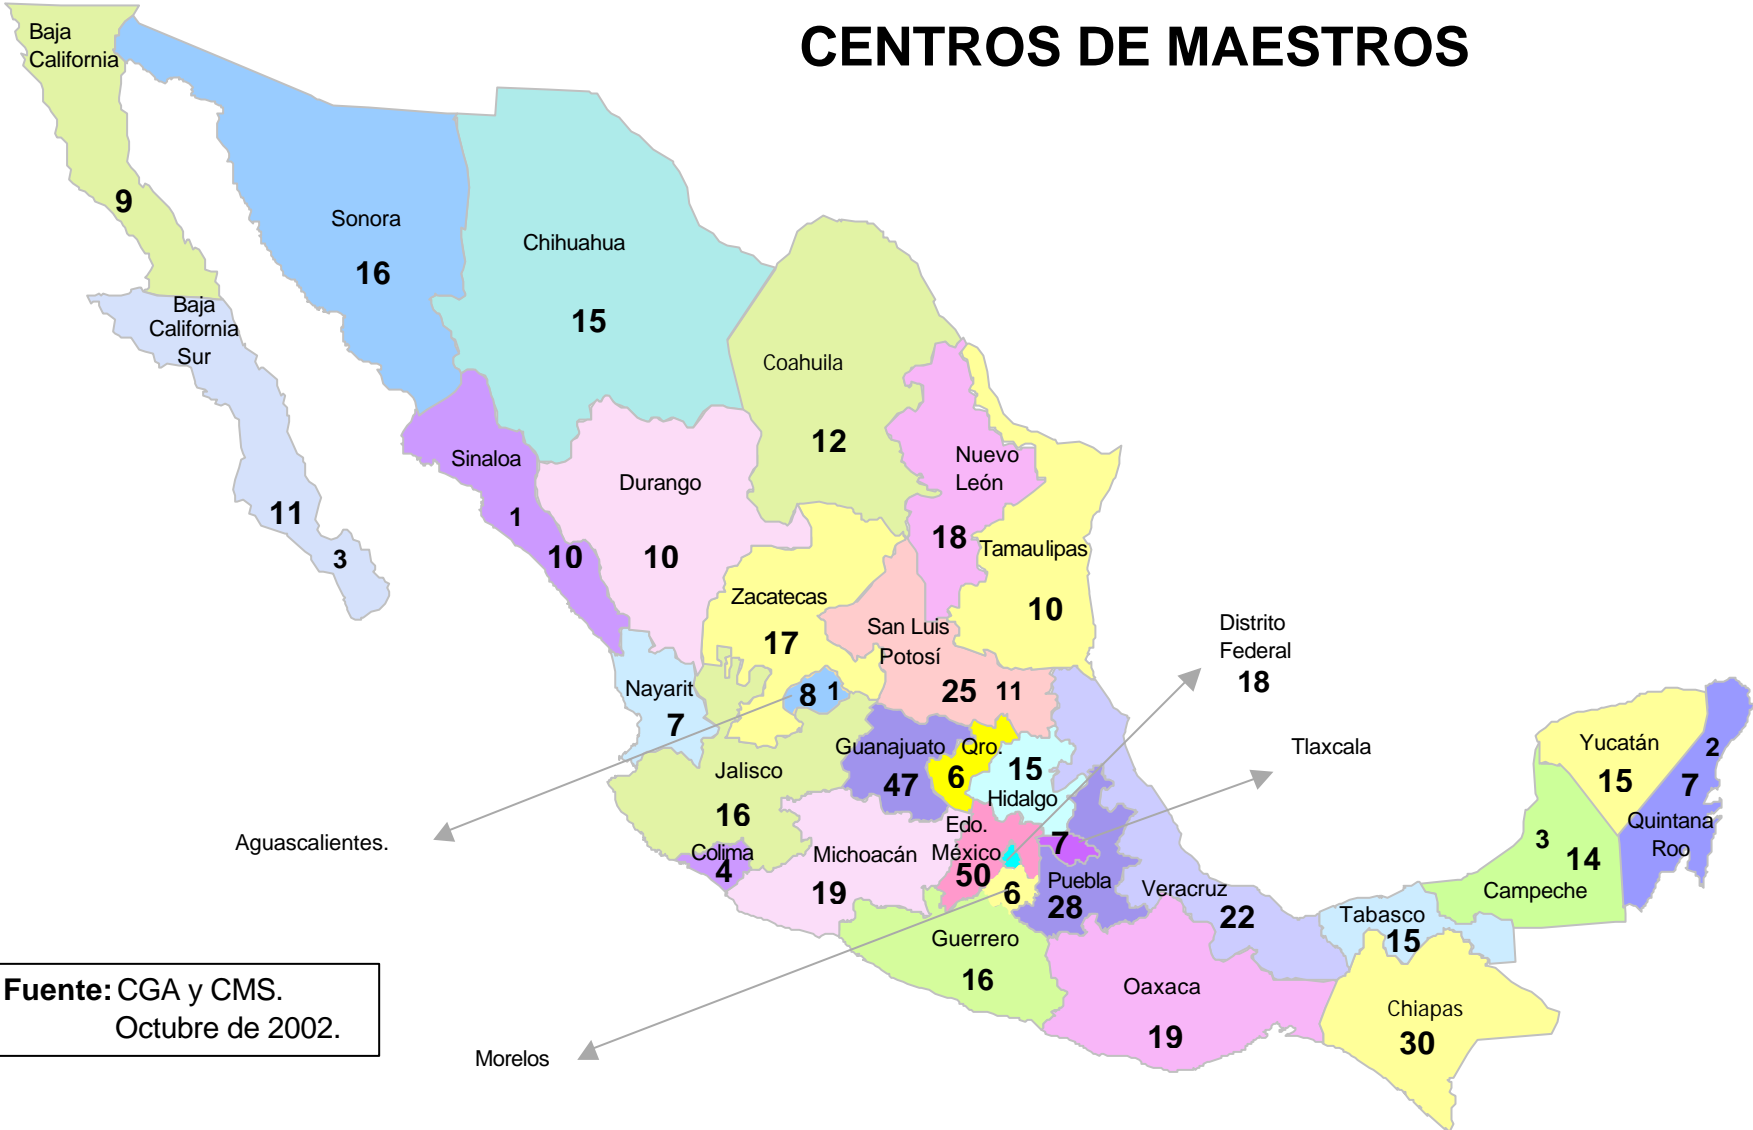 CENTROS DE MAESTROS
Baja
California
9
Sonora
16
Chihuahua
15
Baja
California
Sur
11
3
Coahuila
12
Sinaloa
1
10
Durango
10
Nuevo
León
18
Tamaulipas
10
Zacatecas
17
San Luis
Potosí
25
11
Nayarit
7
8
1
Distrito
Federal
18
Guanajuato
47
Qro.
6
15
Hidalgo
Tlaxcala
7
Jalisco
16
Aguascalientes.
Colima
4
Michoacán
19
Edo.
México
50
6
Puebla
28
Veracruz
22
Yucatán
15
2
7
Quintana
Roo
3
14
Campeche
Tabasco
15
Guerrero
16
Oaxaca
19
Chiapas
30
Morelos
Fuente: CGA y CMS.
Octubre de 2002.